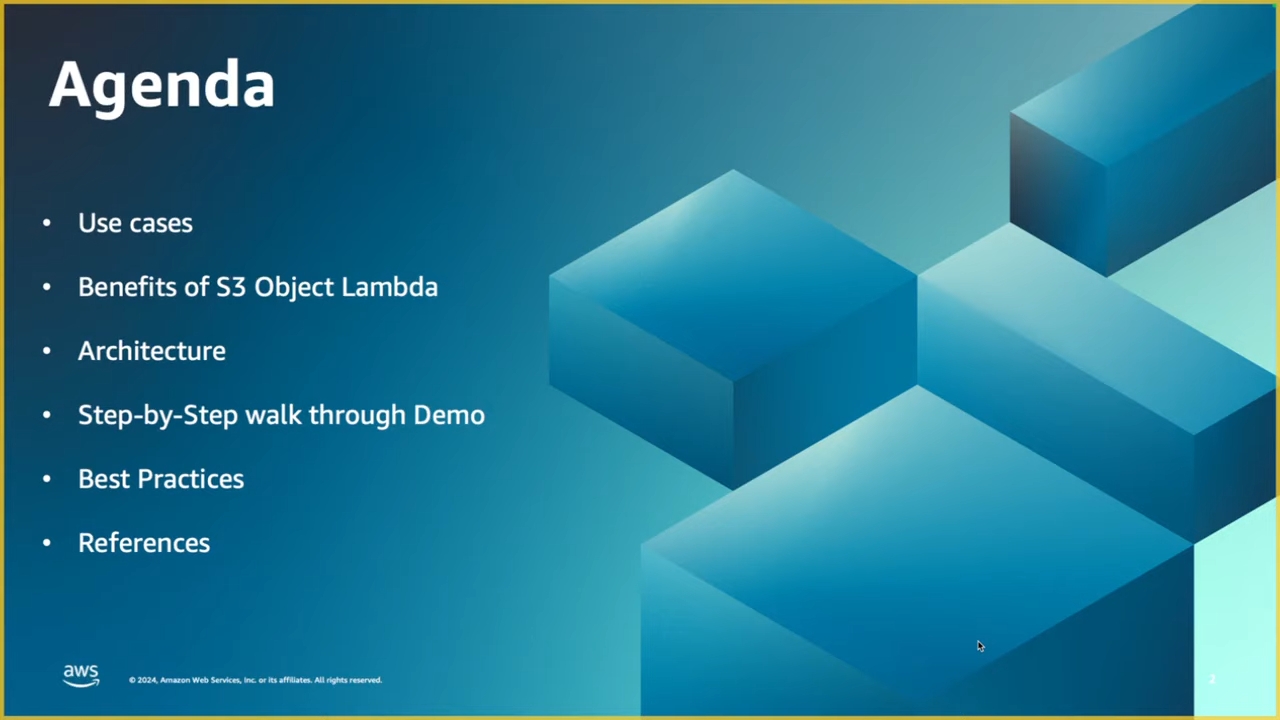 Agenda
• Use cases
• Benefits of S3 Object Lambda
• Architecture
• Step-by-Step walk through Demo
• Best Practices
• References
aws
© 2024, Amazon Web Services, Inc. or its affiliates. All rights reserved.
2